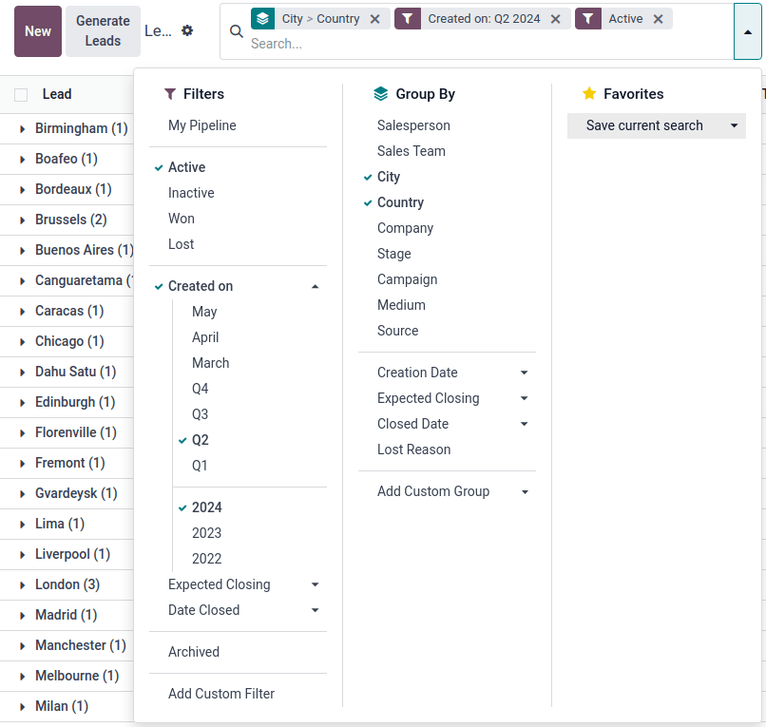 New
Generate Leads
Le...
City > Country
Created on: Q2 2024
Active
Search...
Lead
Birmingham (1)
Boafeo (1)
Bordeaux (1)
Brussels (2)
Buenos Aires (1)
Canguaretama (
Caracas (1)
Chicago (1)
Dahu Satu (1)
Edinburgh (1)
Florenville (1)
Fremont (1)
Gvardeysk (1)
Lima (1)
Liverpool (1)
London (3)
Madrid (1)
Manchester (1)
Melbourne (1)
Milan (1)
Filters
My Pipeline
Active
Inactive
Won
Lost
Created on
May
April
March
Q4
Q3
Q2
Q1
2024
2023
2022
Expected Closing
Date Closed
Archived
Add Custom Filter
Group By
Salesperson
Sales Team
City
Country
Company
Stage
Campaign
Medium
Source
Creation Date
Expected Closing
Closed Date
Lost Reason
Add Custom Group
Favorites
Save current search